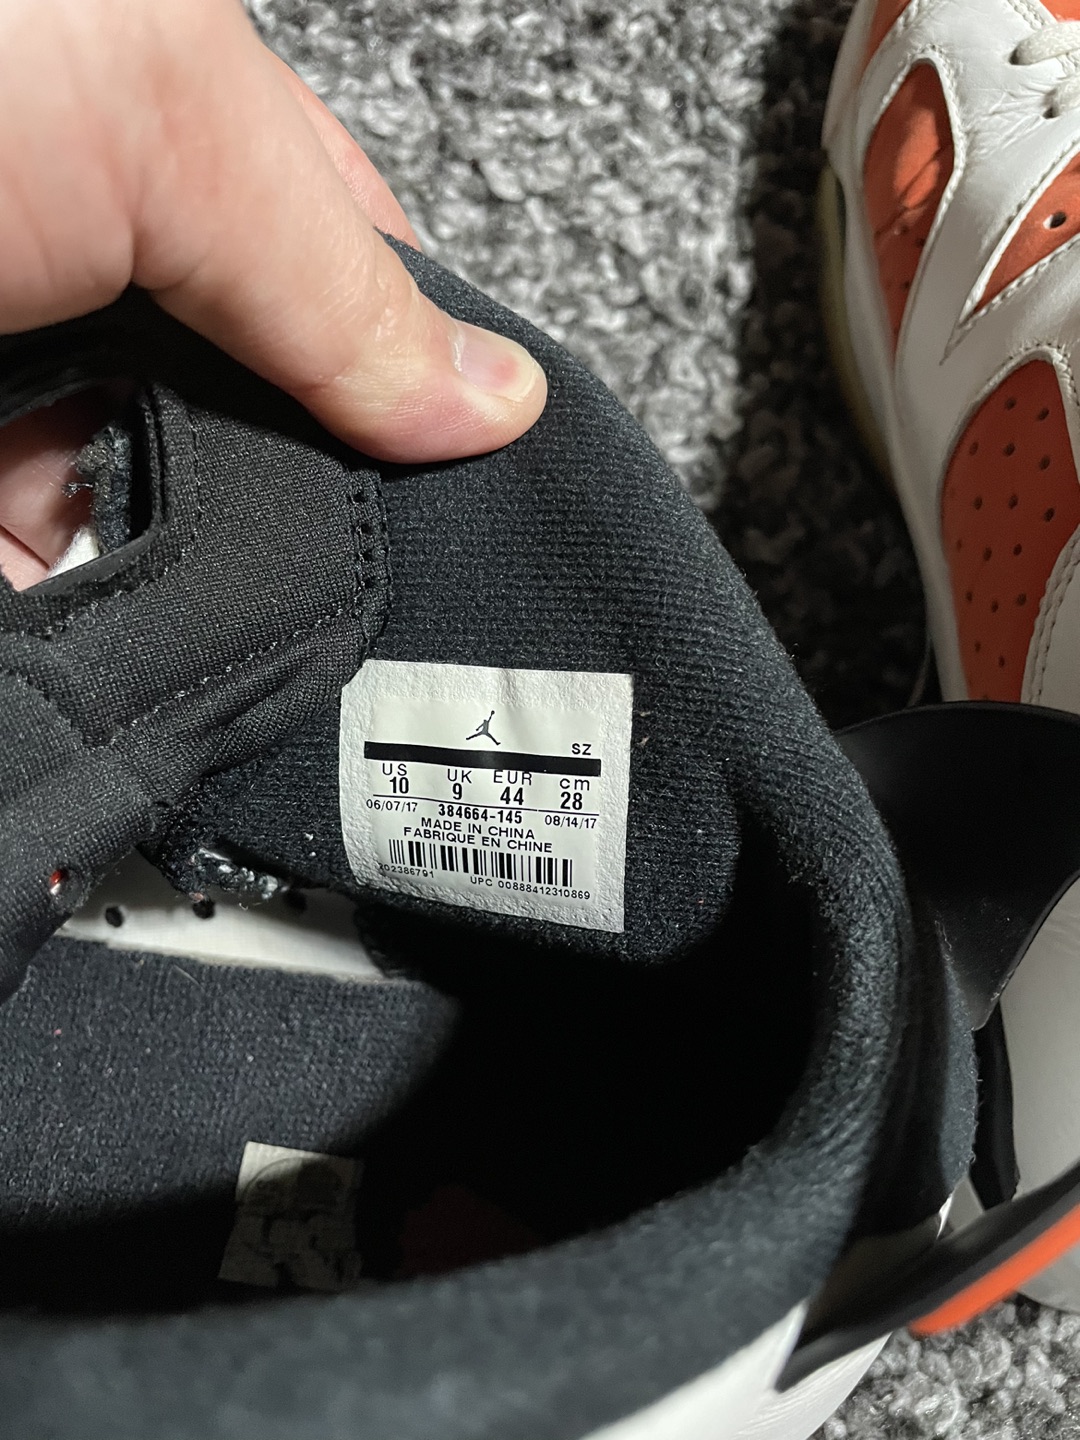 SZ
US UK EUR cm
10 9 44 28
06/07/17 384664-145 08/14/17
MADE IN CHINA
FABRIQUE EN CHINE
202386791 UPC 00888412310869